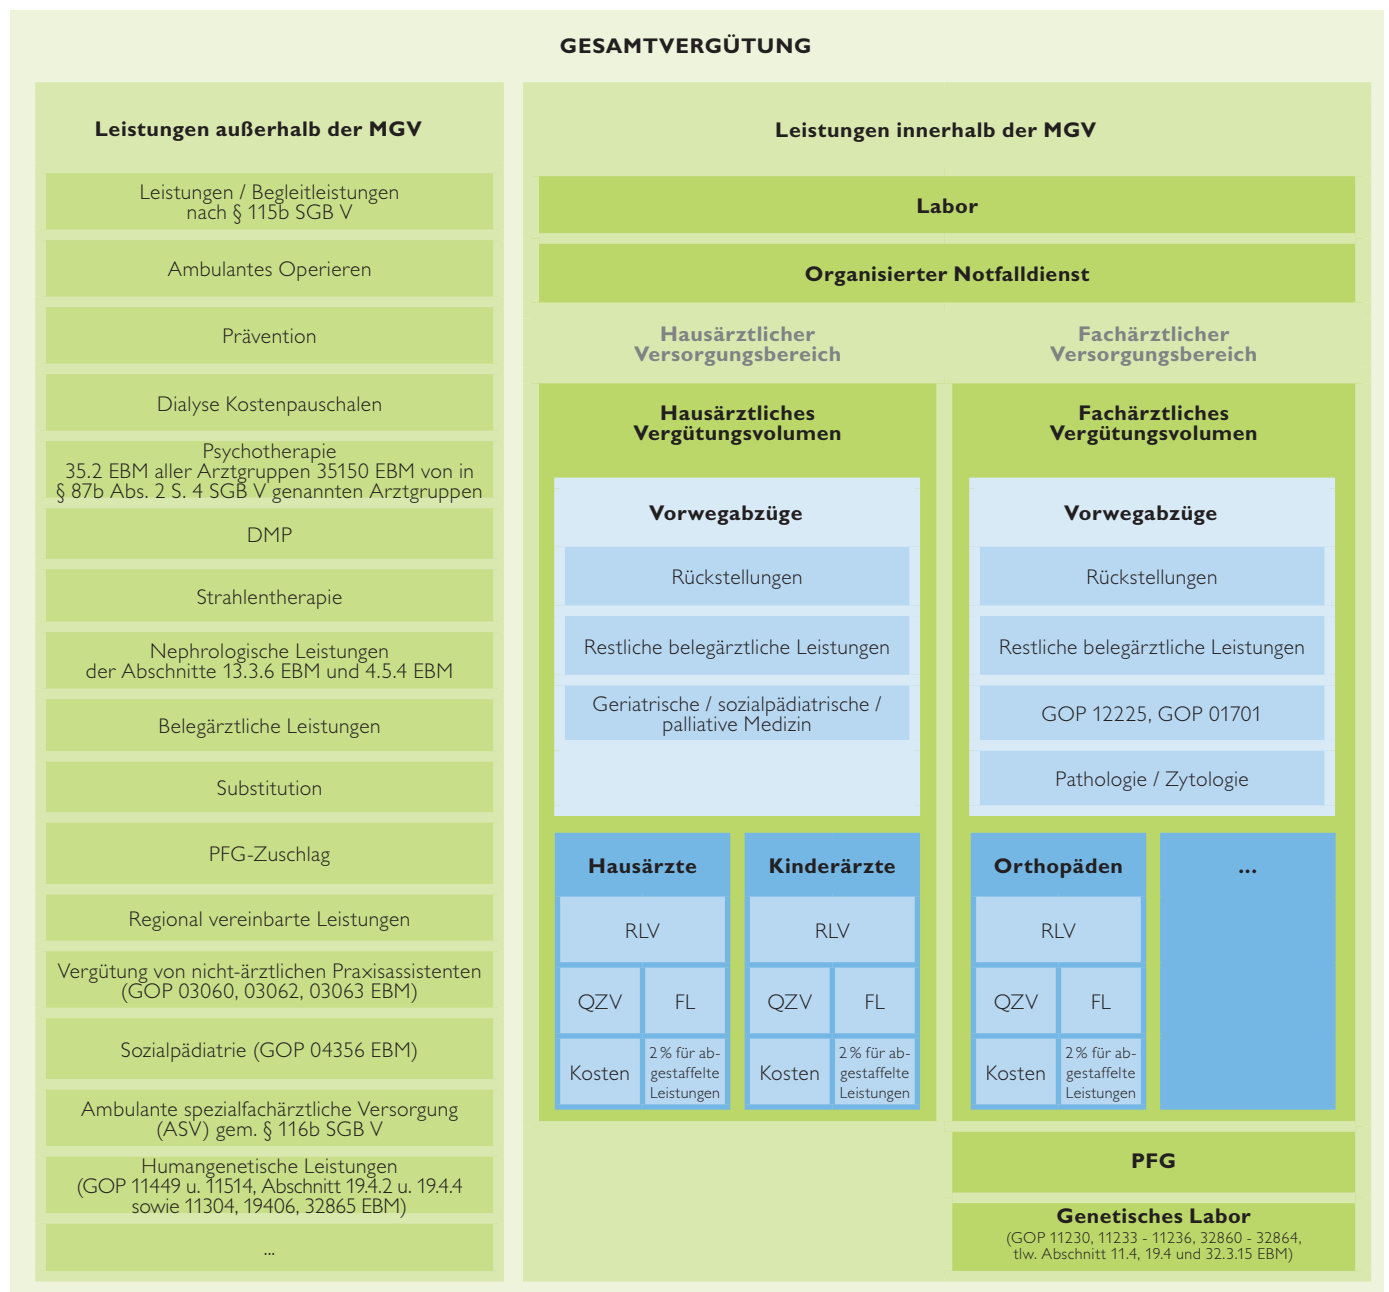 GESAMTVERGÜTUNG
Leistungen außerhalb der MGV
Leistungen / Begleitleistungen
nach § 115b SGB V
Ambulantes Operieren
Prävention
Dialyse Kostenpauschalen
Psychotherapie
35.2 EBM aller Arztgruppen 35150 EBM von in
§ 87b Abs. 2 S. 4 SGB V genannten Arztgruppen
DMP
Strahlentherapie
Nephrologische Leistungen
der Abschnitte 13.3.6 EBM und 4.5.4 EBM
Belegärztliche Leistungen
Substitution
PFG-Zuschlag
Regional vereinbarte Leistungen
Vergütung von nicht-ärztlichen Praxisassistenten
(GOP 03060, 03062, 03063 EBM)
Sozialpädiatrie (GOP 04356 EBM)
Ambulante spezialfachärztliche Versorgung
(ASV) gem. § 116b SGB V
Humangenetische Leistungen
(GOP 11449 u. 11514, Abschnitt 19.4.2 u. 19.4.4
sowie 11304, 19406, 32865 EBM)
...
Leistungen innerhalb der MGV
Labor
Organisierter Notfalldienst
Hausärztlicher
Versorgungsbereich
Hausärztliches
Vergütungsvolumen
Vorwegabzüge
Rückstellungen
Restliche belegärztliche Leistungen
Geriatrische / sozialpädiatrische /
palliative Medizin
Hausärzte
RLV
QZV
FL
Kosten
2 % für ab-
gestaffelte
Leistungen
Kinderärzte
RLV
QZV
FL
Kosten
2 % für ab-
gestaffelte
Leistungen
Fachärztlicher
Versorgungsbereich
Fachärztliches
Vergütungsvolumen
Vorwegabzüge
Rückstellungen
Restliche belegärztliche Leistungen
GOP 12225, GOP 01701
Pathologie / Zytologie
Orthopäden
RLV
QZV
FL
Kosten
2 % für ab-
gestaffelte
Leistungen
...
PFG
Genetisches Labor
(GOP 11230, 11233 - 11236, 32860 - 32864,
tlw. Abschnitt 11.4, 19.4 und 32.3.15 EBM)